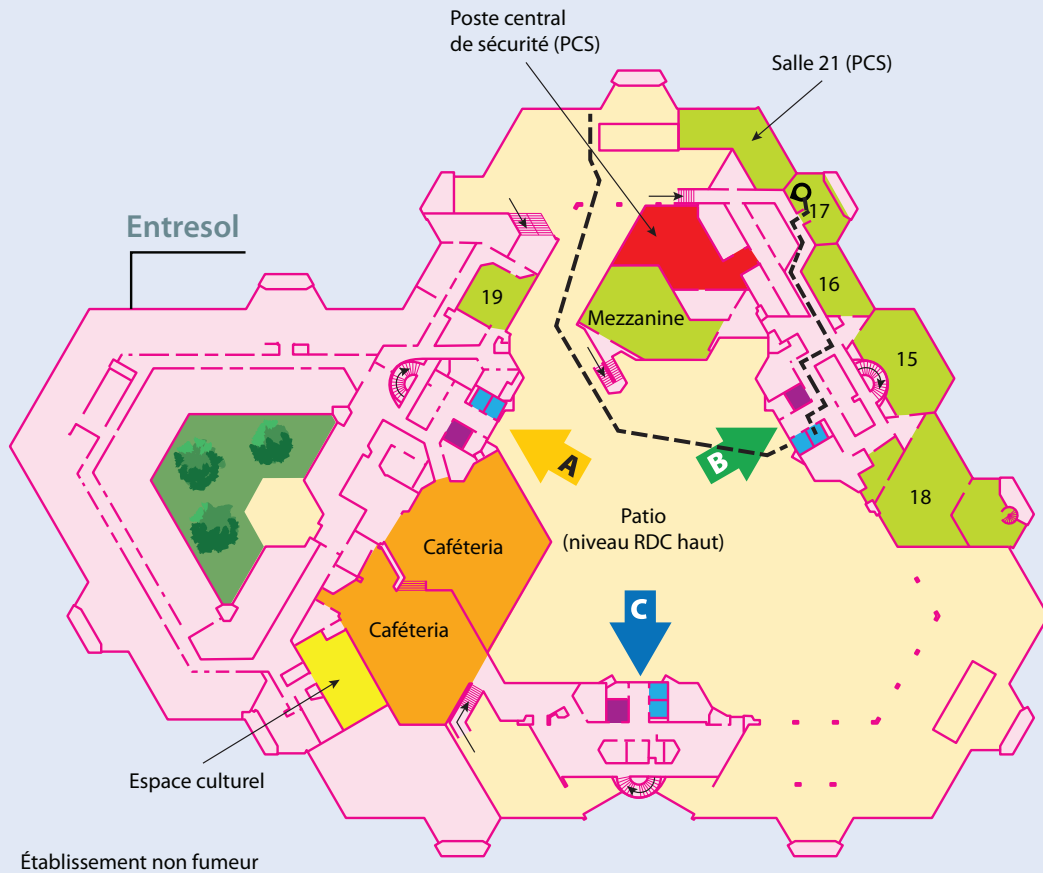 Poste central
de sécurité (PCS)
Salle 21 (PCS)
Entresol
17
16
19
Mezzanine
15
A
B
18
Patio
(niveau RDC haut)
Caféteria
C
Caféteria
Espace culturel
Établissement non fumeur